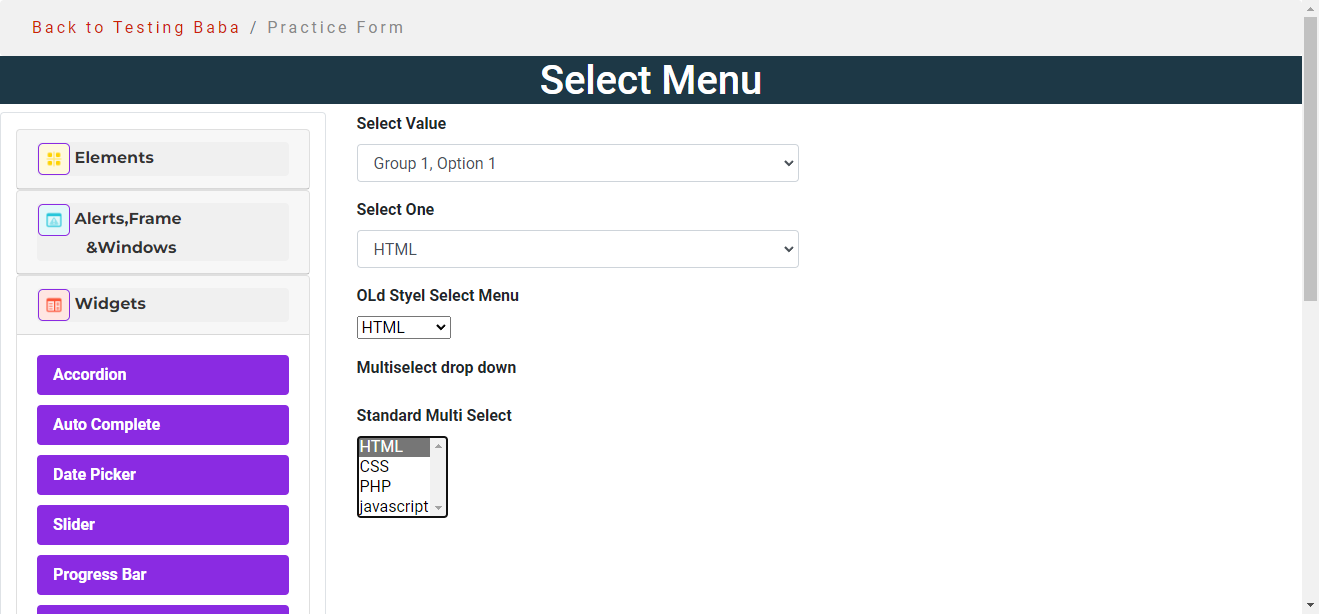 Back to Testing Baba / Practice Form
Select Menu
Elements
Alerts,Frame
&Windows
Widgets
Accordion
Auto Complete
Date Picker
Slider
Progress Bar
Select Value
Group 1, Option 1
Select One
HTML
OLd Styel Select Menu
HTML
Multiselect drop down
Standard Multi Select
HTML
CSS
PHP
javascript